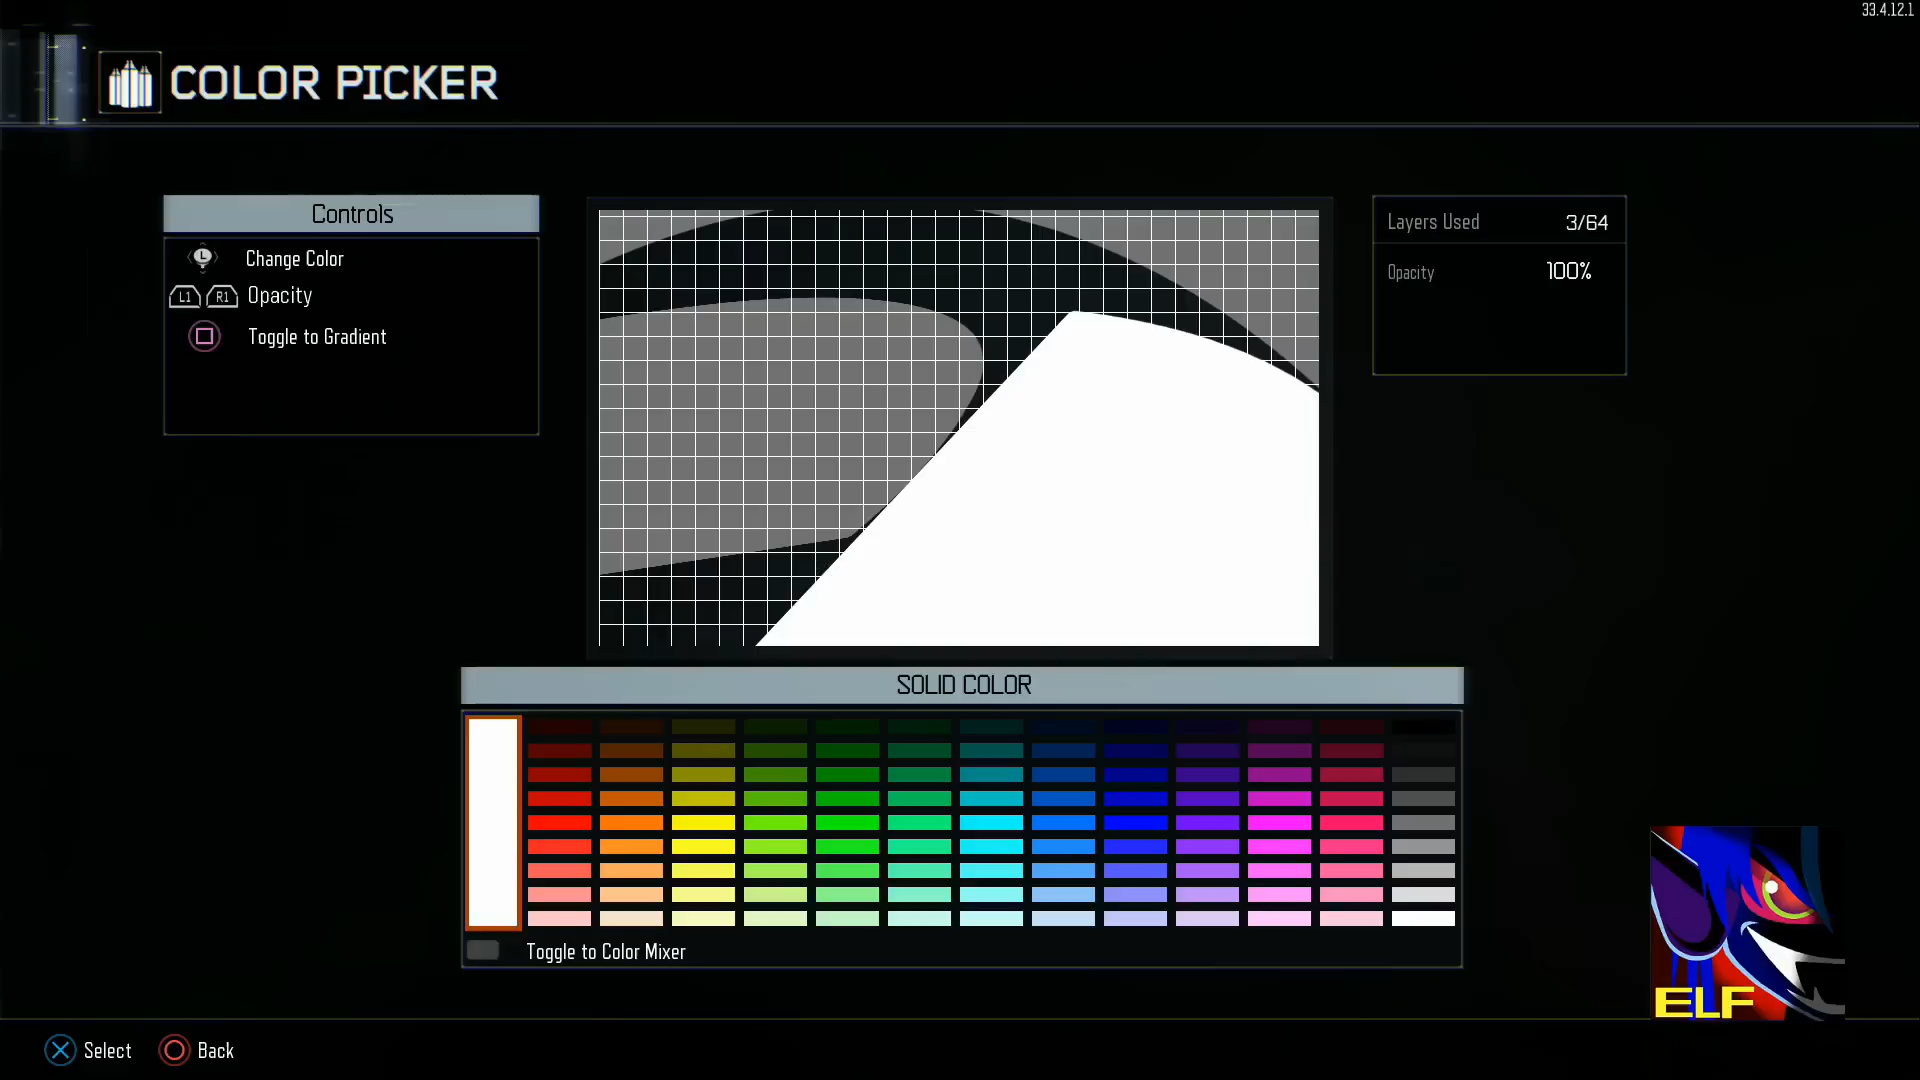 33.4.12.1
COLOR PICKER
Controls
L Change Color
L1 R1 Opacity
Toggle to Gradient
Layers Used 3/64
Opacity 100%
SOLID COLOR
Toggle to Color Mixer
ELF
Select Back